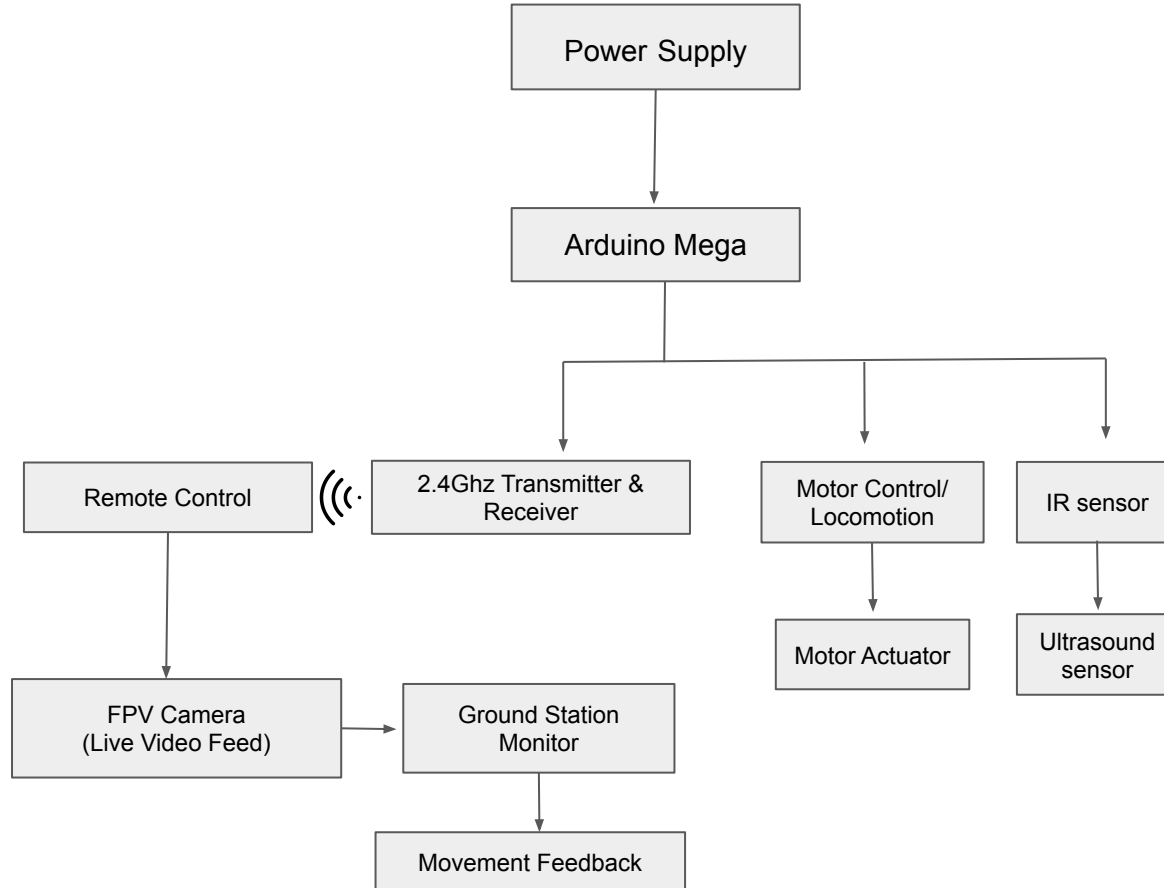 Power Supply
Arduino Mega
Remote Control
2.4Ghz Transmitter &
Receiver
Motor Control/
Locomotion
IR sensor
Motor Actuator
Ultrasound
sensor
FPV Camera
(Live Video Feed)
Ground Station
Monitor
Movement Feedback